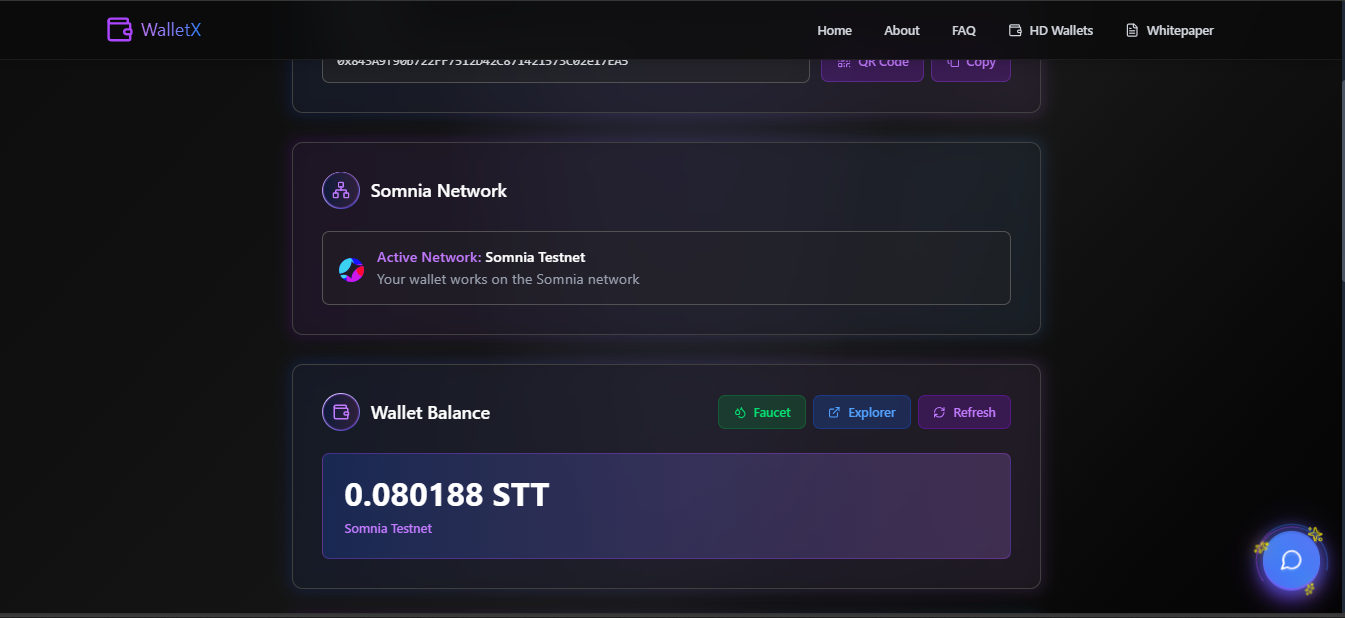 WalletX
Home
About
FAQ
HD Wallets
Whitepaper
QR Code
Copy
Somnia Network
Active Network: Somnia Testnet
Your wallet works on the Somnia network
Wallet Balance
Faucet
Explorer
Refresh
0.080188 STT
Somnia Testnet